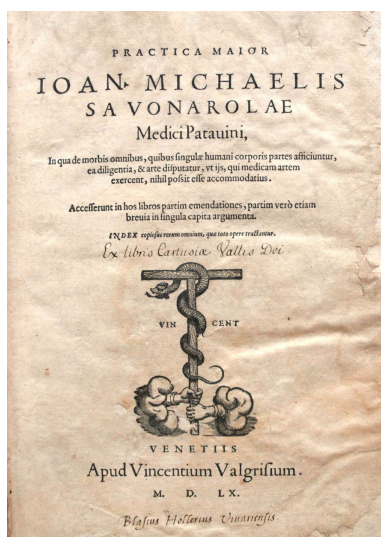 PRACTICA MAIOR
IOAN. MICHAELIS
SAVONAROLAE
Medici Patauini,
In qua de morbis omnibus, quibus singulæ humani corporis partes afficiuntur,
ea diligentia, & arte disputatur, vt ijs, qui medicam artem
exercent, nihil possit esse accommodatius.
Accesserunt in hos libros partim emendationes, partim verò etiam
breuia in singula capita argumenta.
INDEX copiosus rerum omnium, quæ toto opere tractantur.
Ex libris Cartusiæ Vallis Dei
VIN CENT
VENETIIS
Apud Vincentium Valgrisium.
M. D. LX.
Blasius Hollerius Vinariensis